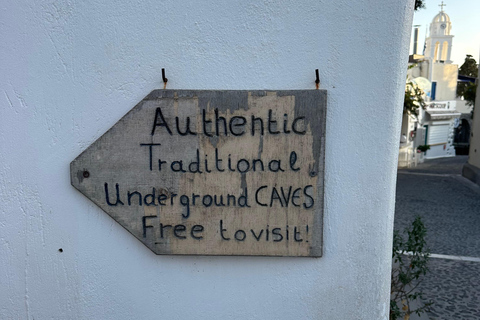 Authentic
Traditional
Underground CAVES
Free to visit!